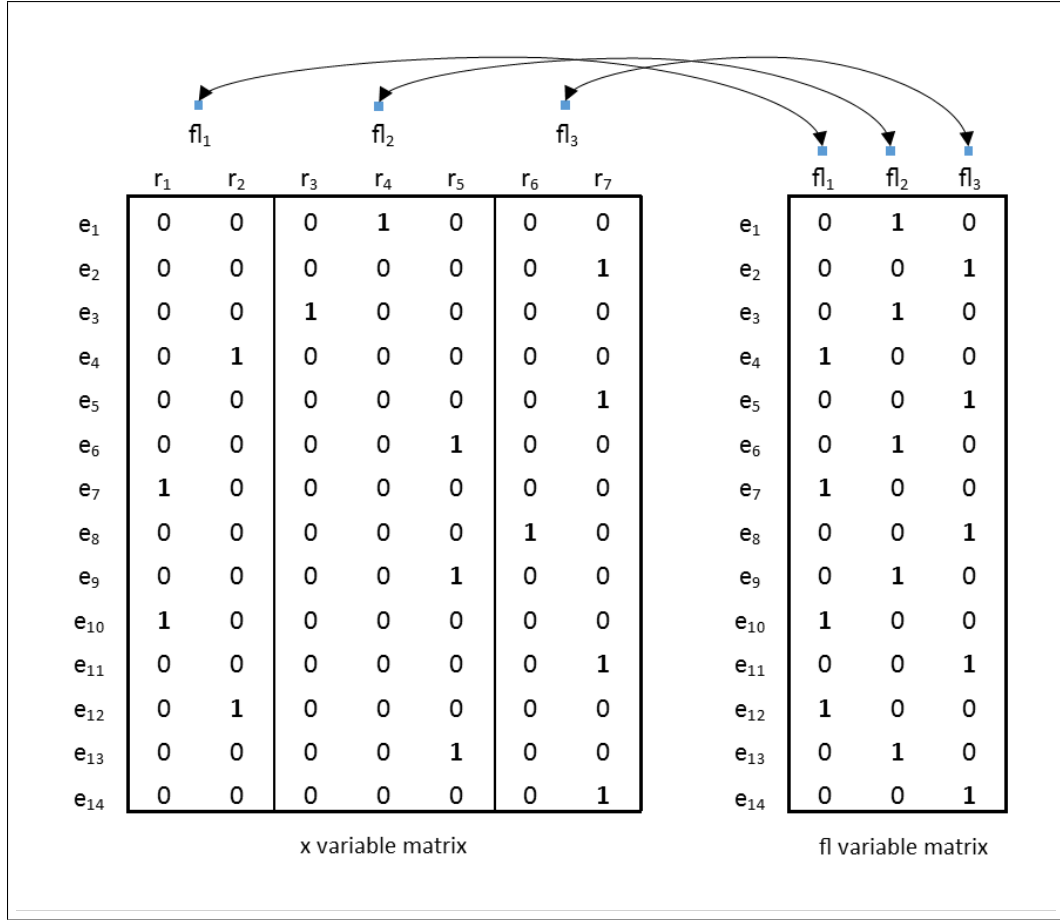 fl₁ fl₂ fl₃
r₁ r₂ r₃ r₄ r₅ r₆ r₇ fl₁ fl₂ fl₃
e₁ 0 0 0 1 0 0 0 e₁ 0 1 0
e₂ 0 0 0 0 0 0 1 e₂ 0 0 1
e₃ 0 0 1 0 0 0 0 e₃ 0 1 0
e₄ 0 1 0 0 0 0 0 e₄ 1 0 0
e₅ 0 0 0 0 0 0 1 e₅ 0 0 1
e₆ 0 0 0 0 1 0 0 e₆ 0 1 0
e₇ 1 0 0 0 0 0 0 e₇ 1 0 0
e₈ 0 0 0 0 0 1 0 e₈ 0 0 1
e₉ 0 0 0 0 1 0 0 e₉ 0 1 0
e₁₀ 1 0 0 0 0 0 0 e₁₀ 1 0 0
e₁₁ 0 0 0 0 0 0 1 e₁₁ 0 0 1
e₁₂ 0 1 0 0 0 0 0 e₁₂ 1 0 0
e₁₃ 0 0 0 0 1 0 0 e₁₃ 0 1 0
e₁₄ 0 0 0 0 0 0 1 e₁₄ 0 0 1
x variable matrix fl variable matrix